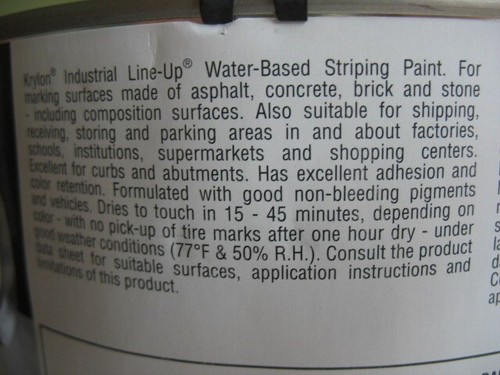 Krylon® Industrial Line-Up® Water-Based Striping Paint. For
marking surfaces made of asphalt, concrete, brick and stone
- including composition surfaces. Also suitable for shipping,
receiving, storing and parking areas in and about factories,
schools, institutions, supermarkets and shopping centers.
Excellent for curbs and abutments. Has excellent adhesion and
color retention. Formulated with good non-bleeding pigments
and vehicles. Dries to touch in 15 - 45 minutes, depending on
color - with no pick-up of tire marks after one hour dry - under
good weather conditions (77°F & 50% R.H.). Consult the product
data sheet for suitable surfaces, application instructions and
limitations of this product.